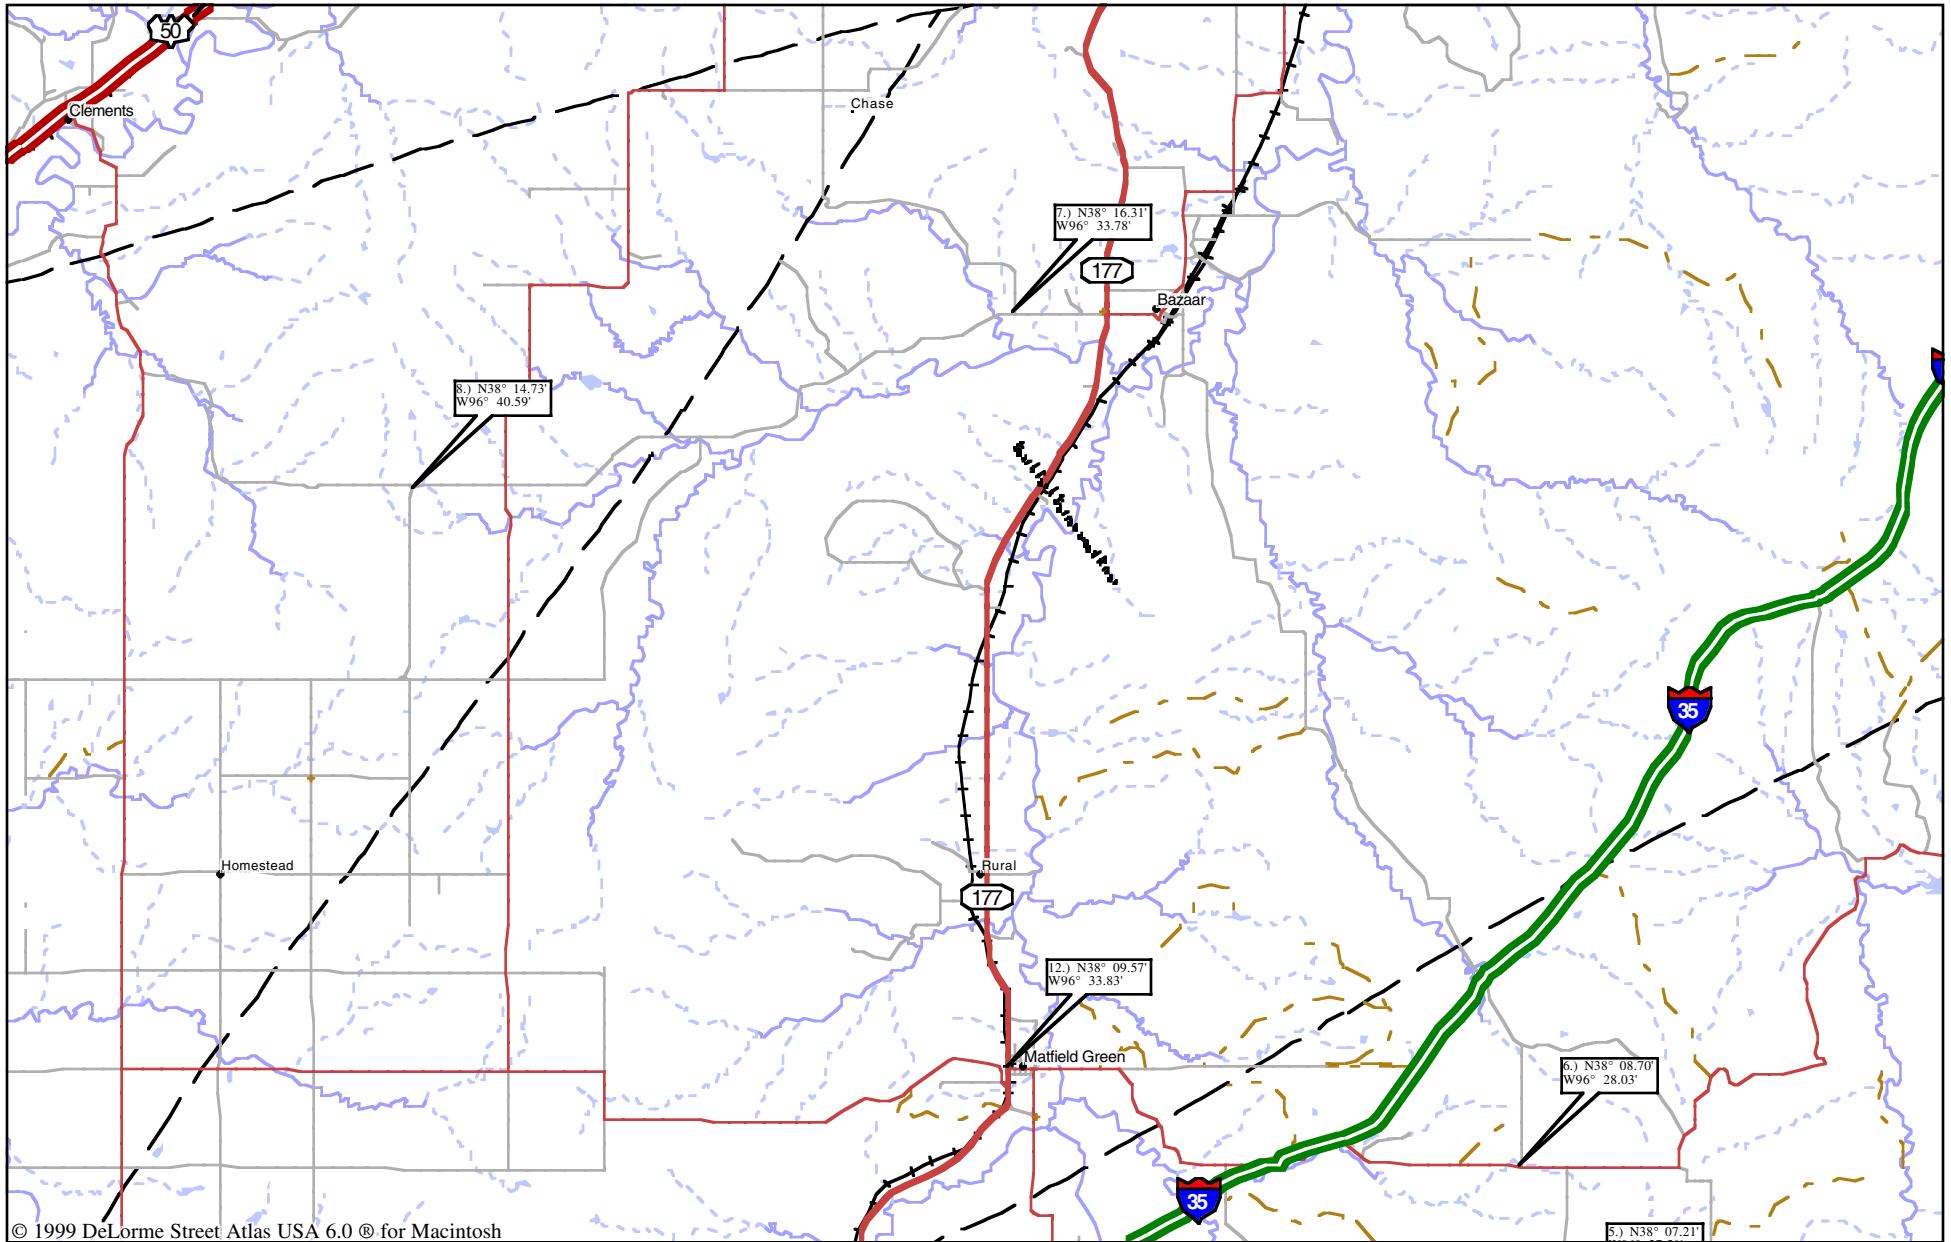 50
Clements
Chase
7.) N38° 16.31'
W96° 33.78'
177
Bazaar
8.) N38° 14.73'
W96° 40.59'
35
Homestead
Rural
177
12.) N38° 09.57'
W96° 33.83'
Matfield Green
6.) N38° 08.70'
W96° 28.03'
35
5.) N38° 07.21'
© 1999 DeLorme Street Atlas USA 6.0 ® for Macintosh